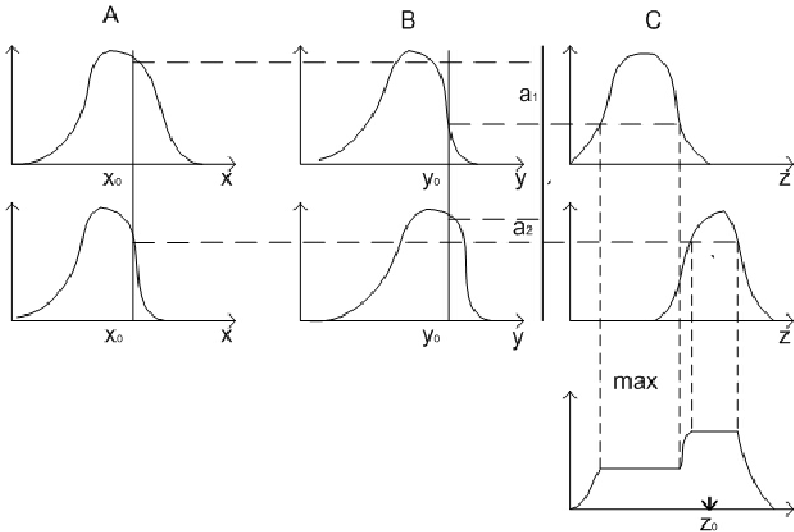 A B C
a₁
x₀ x y₀ y z
a₂
x₀ x y₀ y z
max
z₀